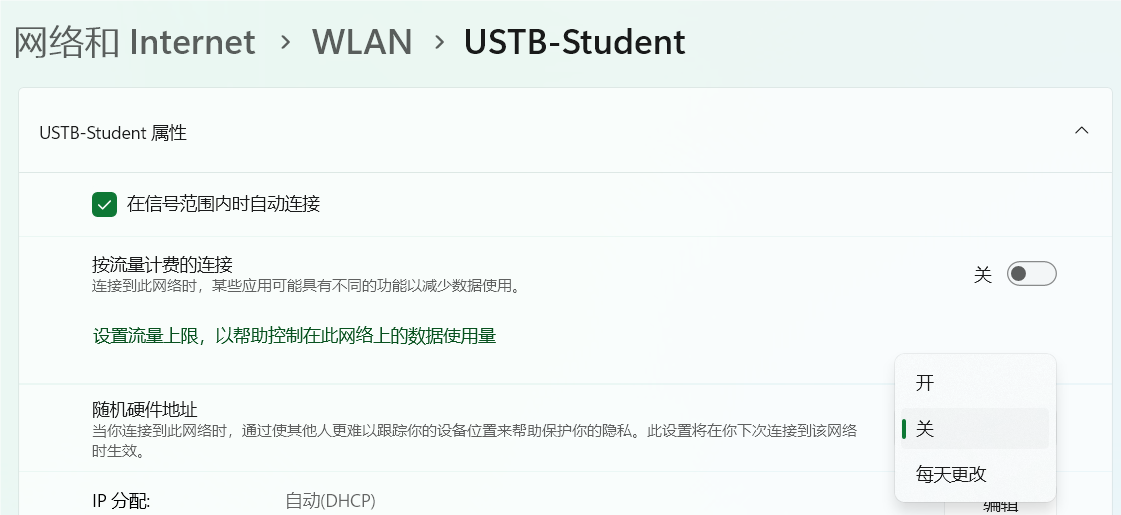 网络和 Internet › WLAN › USTB-Student
USTB-Student 属性
在信号范围内时自动连接
按流量计费的连接
连接到此网络时，某些应用可能具有不同的功能以减少数据使用。
关
设置流量上限，以帮助控制在此网络上的数据使用量
随机硬件地址
当你连接到此网络时，通过使其他人更难以跟踪你的设备位置来帮助保护你的隐私。此设置将在你下次连接到该网络
时生效。
开
关
每天更改
IP 分配:
自动(DHCP)
编辑